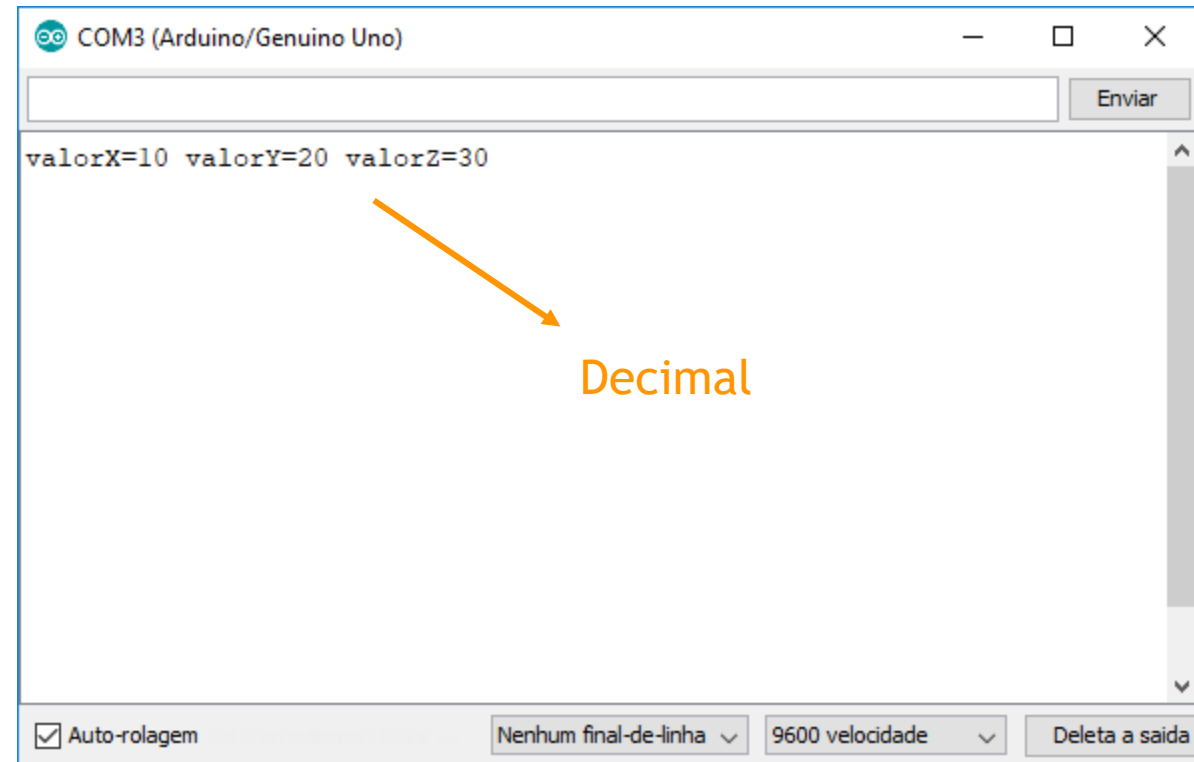 COM3 (Arduino/Genuino Uno)
Enviar
valorX=10 valorY=20 valorZ=30
Decimal
Auto-rolagem Nenhum final-de-linha 9600 velocidade Deleta a saida